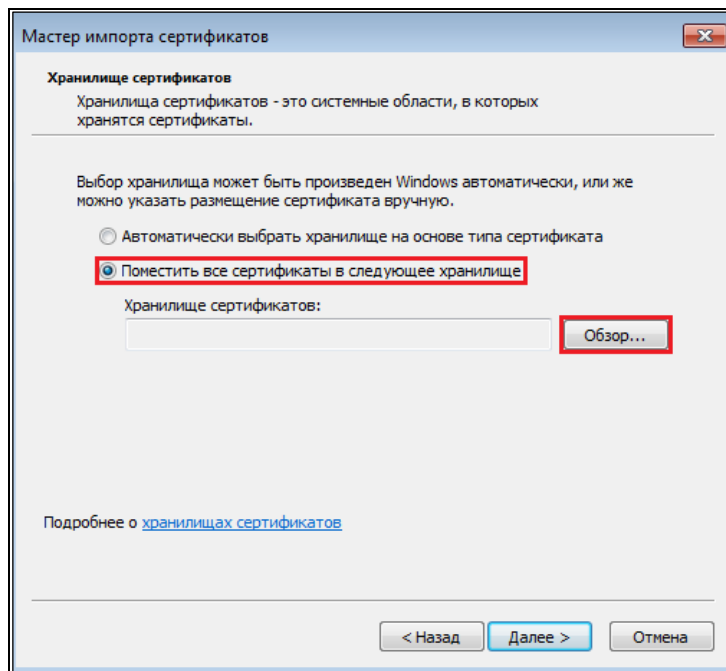 Мастер импорта сертификатов
Хранилище сертификатов
Хранилища сертификатов - это системные области, в которых
хранятся сертификаты.
Выбор хранилища может быть произведен Windows автоматически, или же
можно указать размещение сертификата вручную.
Автоматически выбрать хранилище на основе типа сертификата
Поместить все сертификаты в следующее хранилище
Хранилище сертификатов:
Обзор...
Подробнее о хранилищах сертификатов
< Назад Далее > Отмена